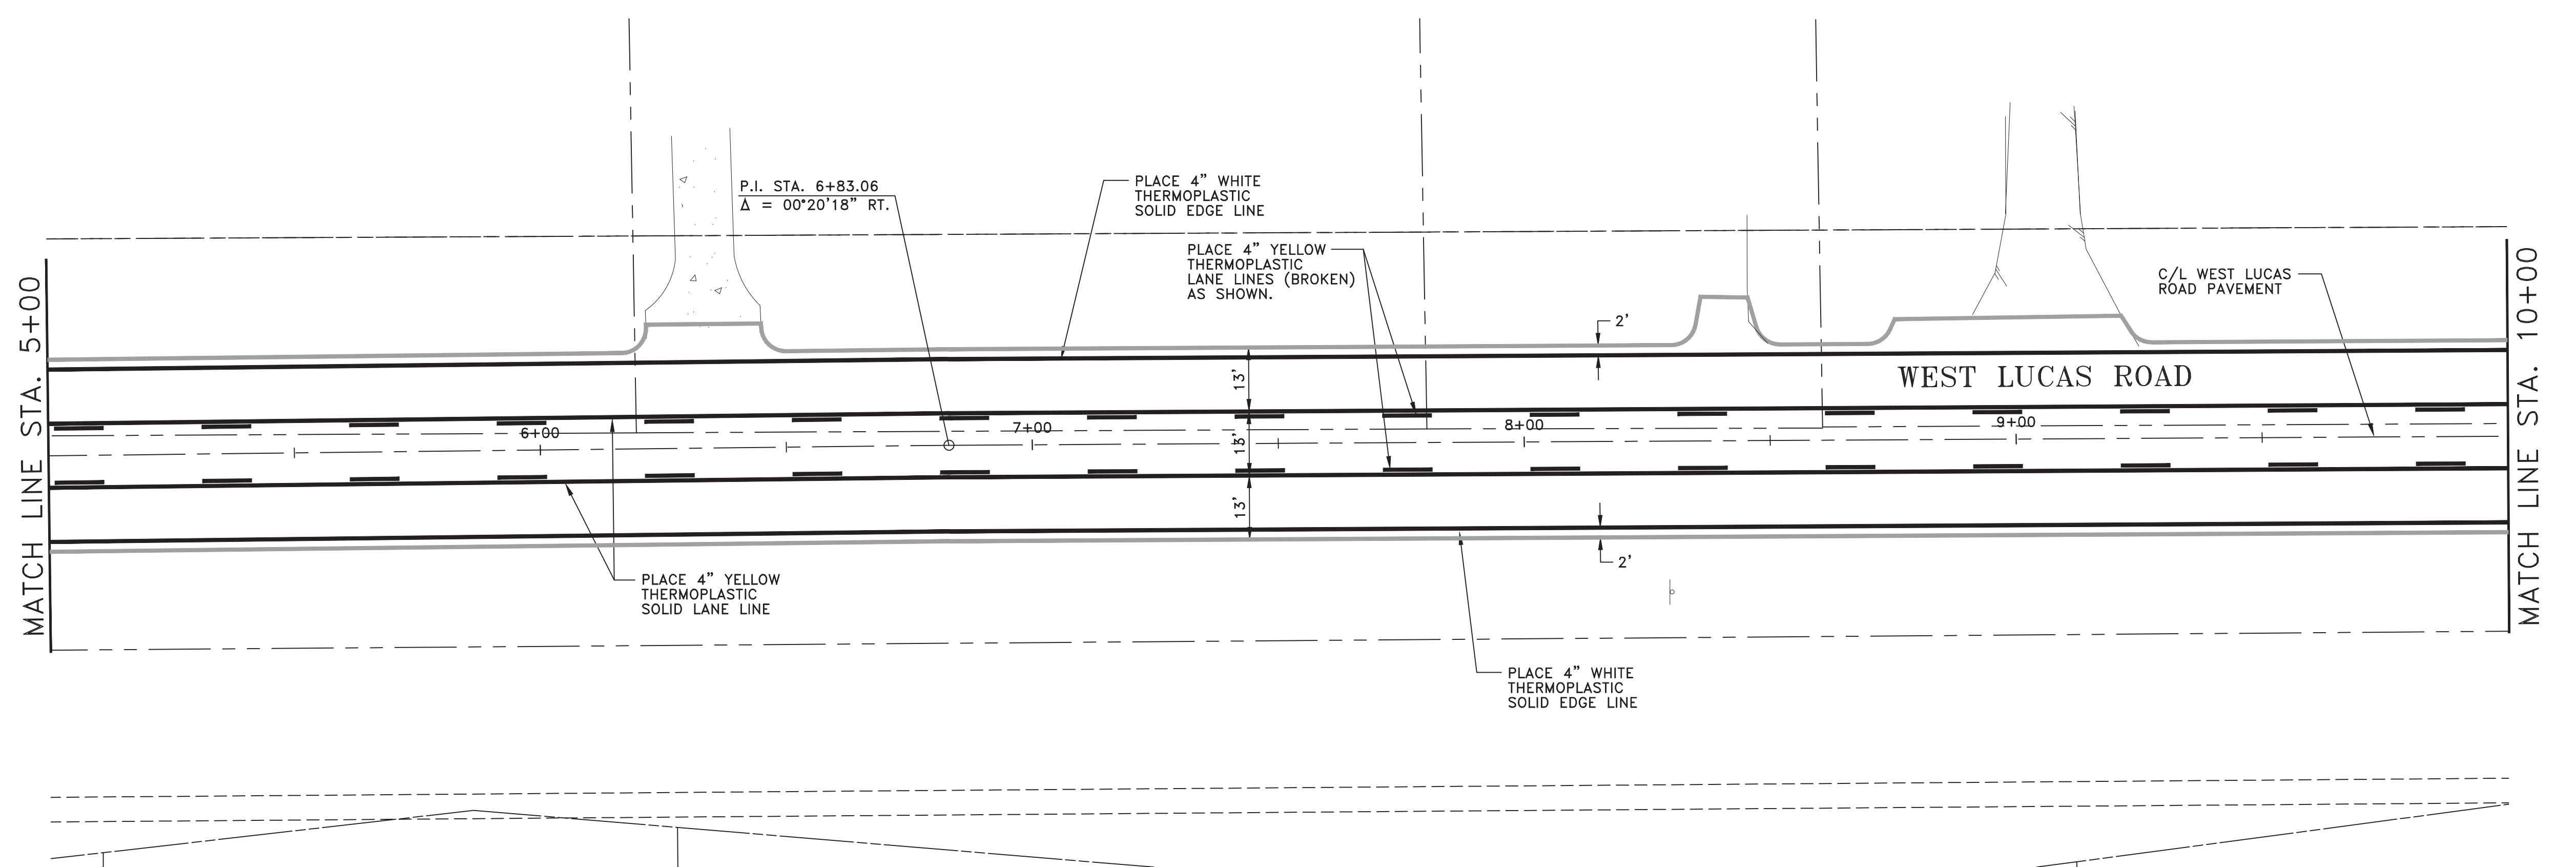 P.I. STA. 6+83.06
Δ = 00°20'18" RT.
PLACE 4" WHITE
THERMOPLASTIC
SOLID EDGE LINE
PLACE 4" YELLOW
THERMOPLASTIC
LANE LINES (BROKEN)
AS SHOWN.
C/L WEST LUCAS
ROAD PAVEMENT
MATCH LINE STA. 5+00
MATCH LINE STA. 10+00
2'
13'
WEST LUCAS ROAD
6+00
7+00
8+00
9+00
13'
13'
2'
PLACE 4" YELLOW
THERMOPLASTIC
SOLID LANE LINE
PLACE 4" WHITE
THERMOPLASTIC
SOLID EDGE LINE